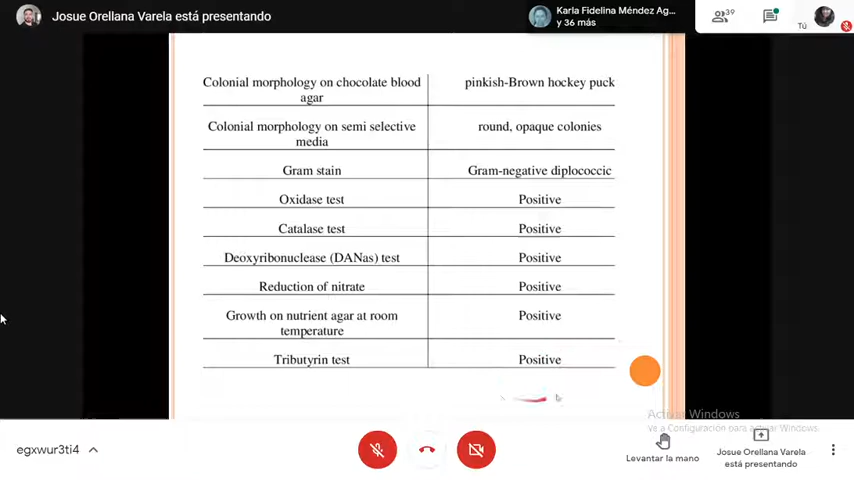 Josue Orellana Varela está presentando
Karla Fidelina Méndez Ag...
y 36 más
39
Tú
Colonial morphology on chocolate blood
agar
pinkish-Brown hockey puck
Colonial morphology on semi selective
media
round, opaque colonies
Gram stain
Gram-negative diplococcic
Oxidase test
Positive
Catalase test
Positive
Deoxyribonuclease (DANas) test
Positive
Reduction of nitrate
Positive
Growth on nutrient agar at room
temperature
Positive
Tributyrin test
Positive
Activar Windows
Ve a Configuración para activar Windows.
egxwur3ti4
Levantar la mano
Josue Orellana Varela
está presentando